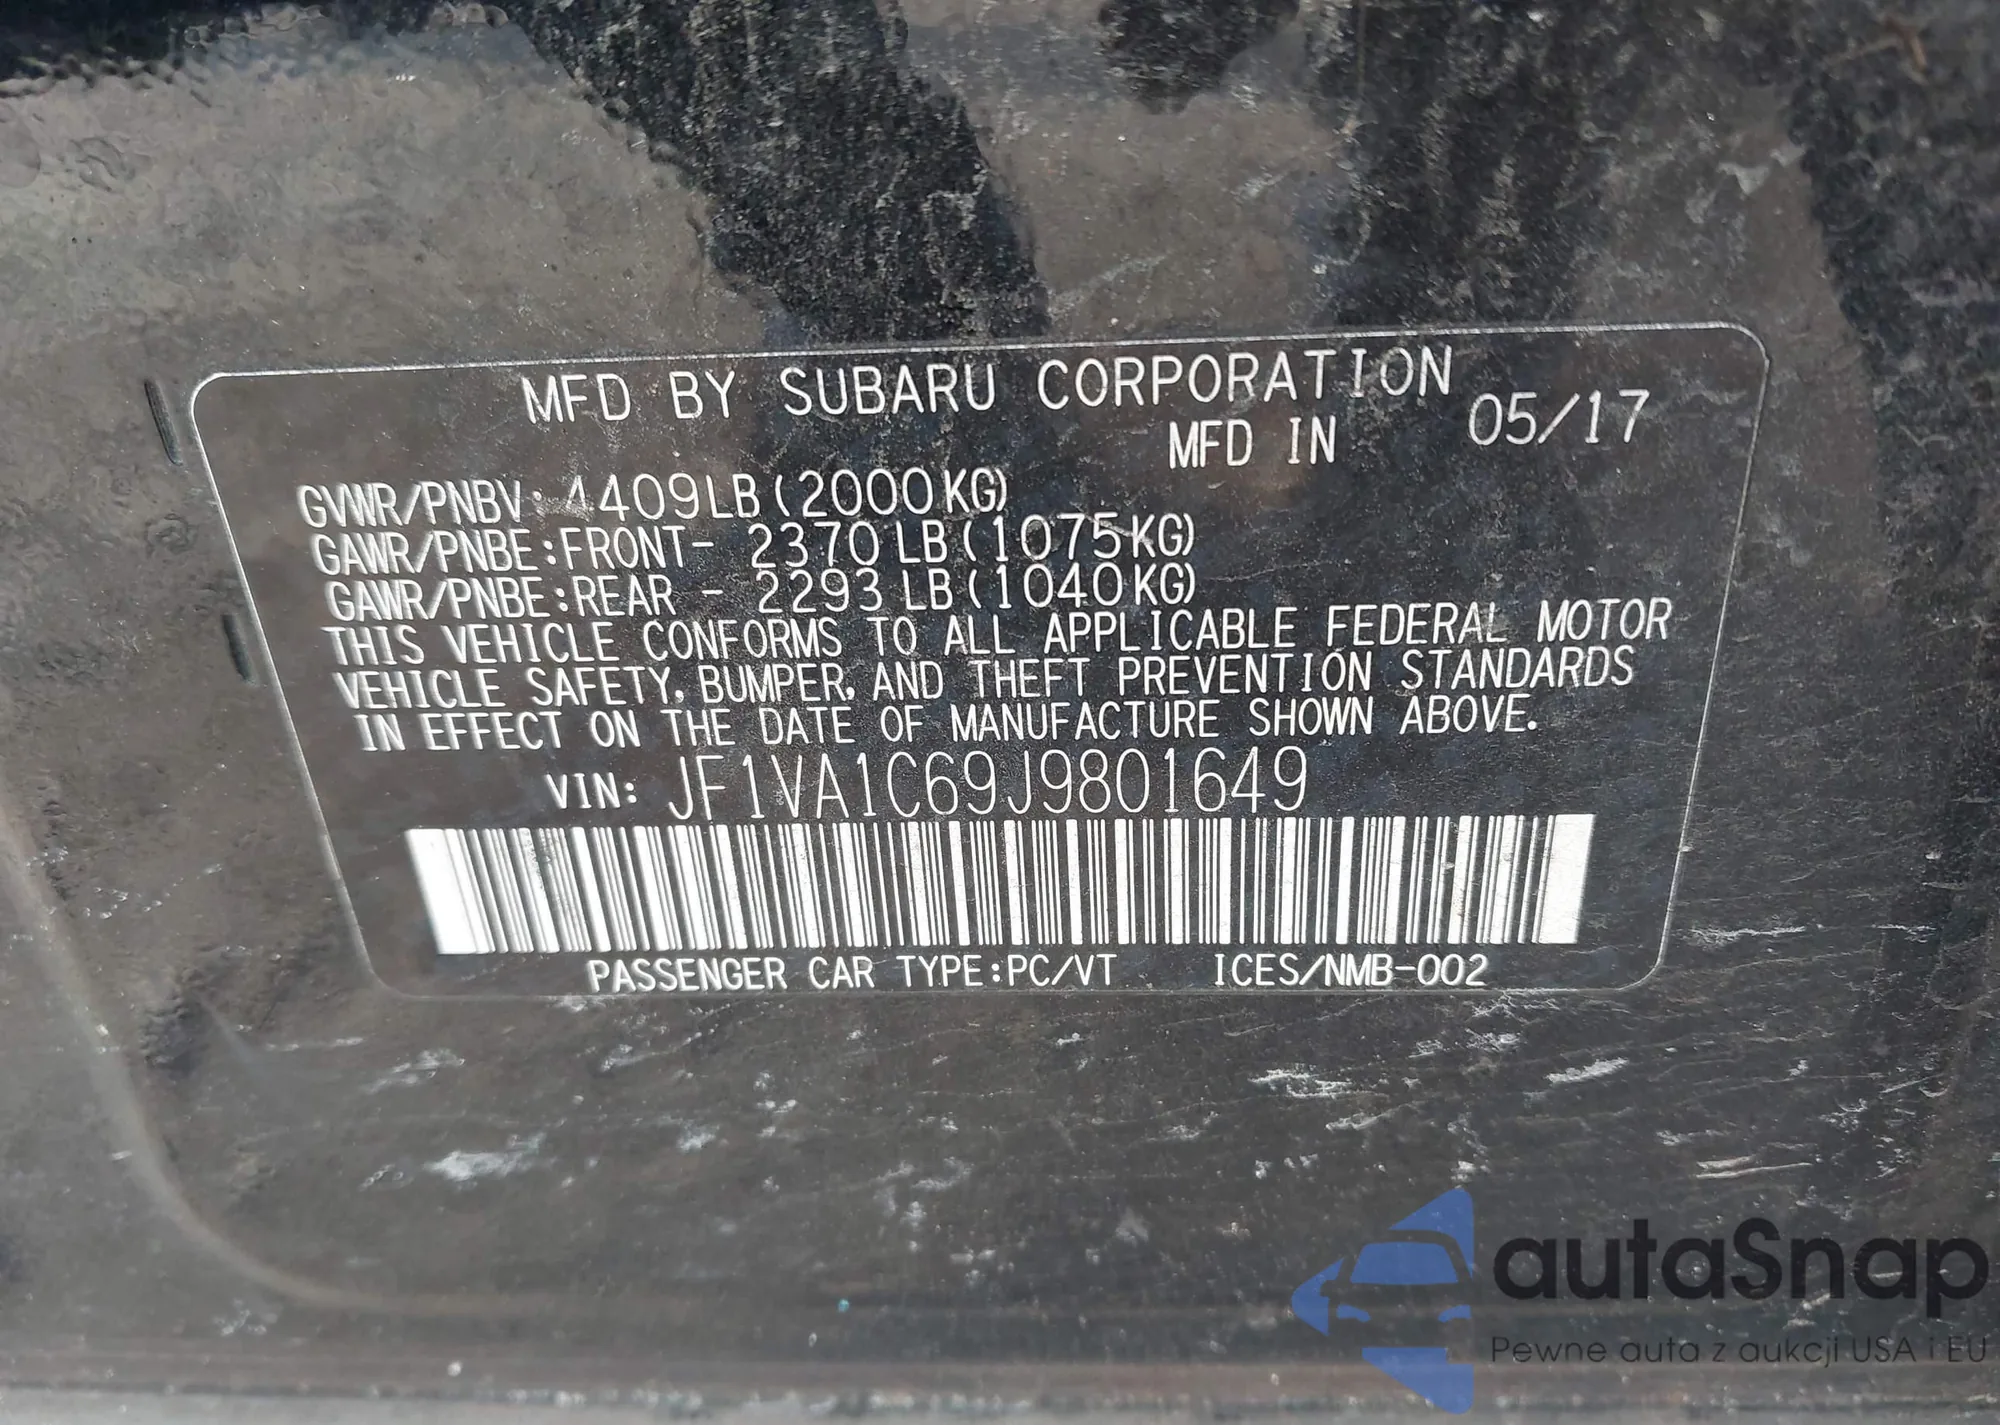 MFD BY SUBARU CORPORATION
MFD IN 05/17
GVWR/PNBV: 4409LB(2000KG)
GAWR/PNBE:FRONT- 2370LB(1075KG)
GAWR/PNBE:REAR - 2293LB(1040KG)
THIS VEHICLE CONFORMS TO ALL APPLICABLE FEDERAL MOTOR
VEHICLE SAFETY, BUMPER, AND THEFT PREVENTION STANDARDS
IN EFFECT ON THE DATE OF MANUFACTURE SHOWN ABOVE.
VIN: JF1VA1C69J9801649
PASSENGER CAR TYPE:PC/VT ICES/NMB-002
autaSnap
Pewne auta z aukcji USA i EU